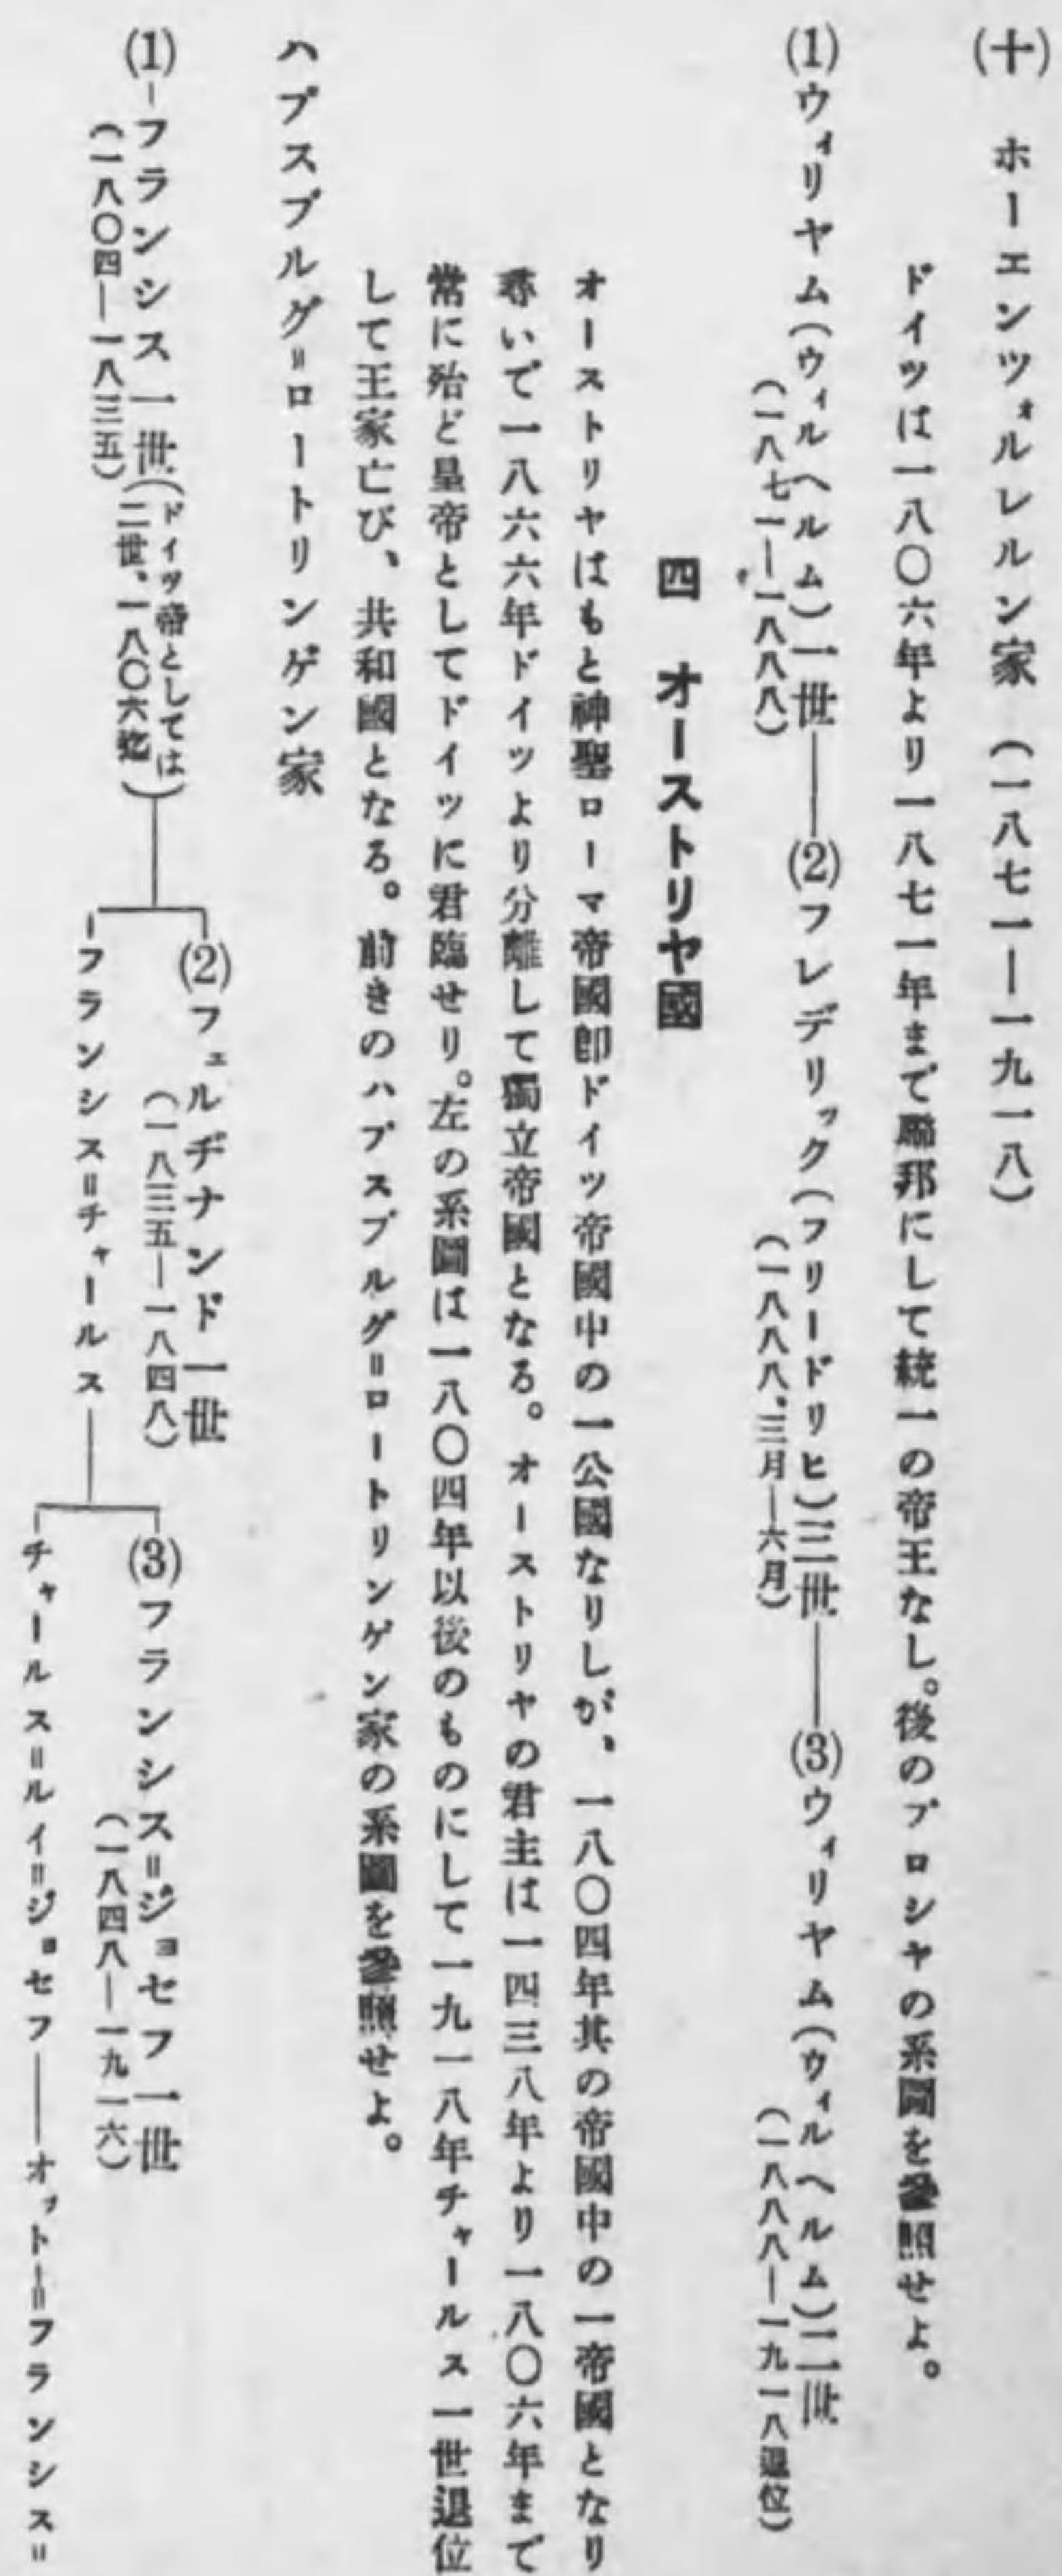 (十)　ホーエンツォルレルン家　(一八七一―一九一八)
ドイツは一八〇六年より一八七一年まで聯邦にして統一の帝王なし。後のプロシヤの系圖を參照せよ。
(1)ウィリヤム(ウィルヘルム)一世――(2)フレデリック(フリードリヒ)三世――(3)ウィリヤム(ウィルヘルム)二世
(一八七一―一八八八)　(一八八八、三月―六月)　(一八八八―一九一八退位)
四　オーストリヤ國
オーストリヤはもと神聖ローマ帝國卽ドイツ帝國中の一公國なりしが、一八〇四年其の帝國中の一帝國となり
尋いで一八六六年ドイツより分離して獨立帝國となる。オーストリヤの君主は一四三八年より一八〇六年まで
常に殆ど皇帝としてドイツに君臨せり。左の系圖は一八〇四年以後のものにして一九一八年チャールス一世退位
して王家亡び、共和國となる。前きのハプスブルグ＝ロートリンゲン家の系圖を參照せよ。
ハプスブルグ＝ロートリンゲン家
(2)フェルヂナンド一世
(一八三五―一八四八)
(1)―フランシス一世(ドイツ帝としては
二世、一八〇六迄)
(一八〇四―一八三五)
(3)フランシス＝ジョセフ一世
(一八四八―一九一六)
フランシス＝チャールス
チャールス＝ルイ＝ジョセフ――オットー＝フランシス＝